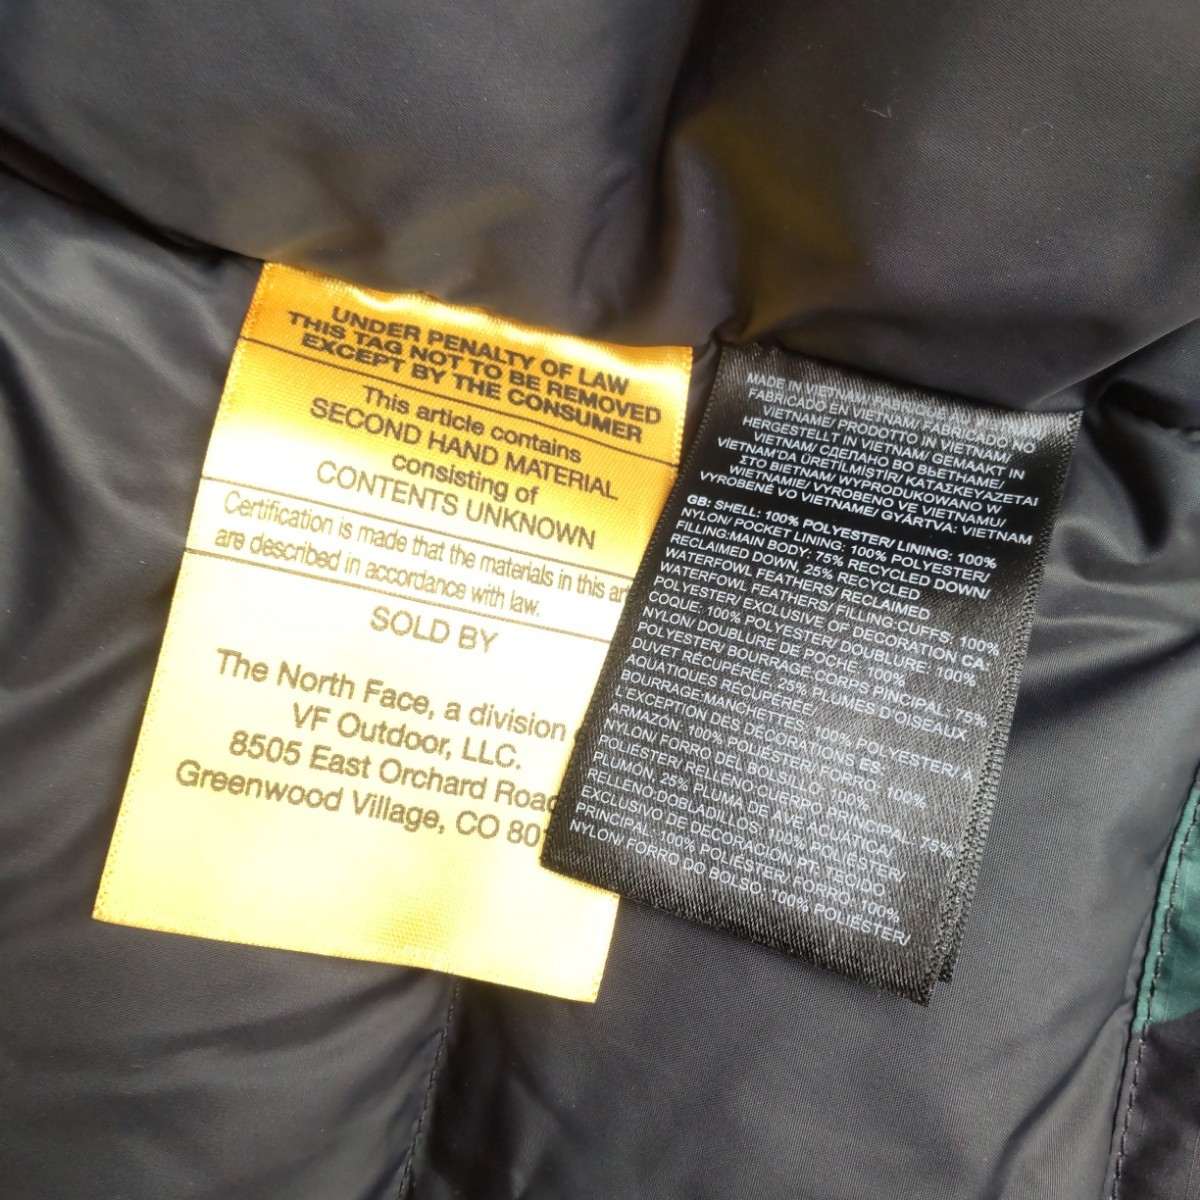 UNDER PENALTY OF LAW
THIS TAG NOT TO BE REMOVED
EXCEPT BY THE CONSUMER
This article contains
SECOND HAND MATERIAL
consisting of
CONTENTS UNKNOWN
Certification is made that the materials in this
are described in accordance with law.
SOLD BY
The North Face, a division
VF Outdoor, LLC.
8505 East Orchard
Greenwood Village, CO
MADE IN VIETNAM/
FABRICADO EN VIETNAM/ FABRICADO NO
VIETNAME/ PRODOTTO IN VIETNAM/
HERGESTELLT IN VIETNAM/ GEMAAKT IN
VIETNAM/ СДЕЛАНО ВО ВЬЕТНАМЕ/
VIETNAM'DA ÜRETİLMİSTİR/ ΚΑΤΑΣΚΕΥΑΖΕΤΑΙ
ΣΤΟ ΒΙΕΤΝΑΜ/ WYPRODUKOWANO W
WIETNAMIE/ VYROBENO VE VIETNAMU/
VYROBENÉ VO VIETNAME/ GYÁRTVA: VIETNAM
GB: SHELL: 100% POLYESTER/ LINING: 100%
NYLON/ POCKET LINING: 100% POLYESTER/
FILLING:MAIN BODY: 75% RECYCLED DOWN/
RECLAIMED DOWN, 25% RECYCLED
WATERFOWL FEATHERS/ RECLAIMED
WATERFOWL FEATHERS/ FILLING:CUFFS: 100%
POLYESTER/ EXCLUSIVE OF DECORATION CA:
COQUE: 100% POLYESTER/ DOUBLURE: 100%
NYLON/ DOUBLURE DE POCHE: 100%
POLYESTER/ BOURRAGE:CORPS PINCIPAL: 75%
DUVET RÉCUPÉRÉE, 25% PLUMES D'OISEAUX
AQUATIQUES RÉCUPÉRÉE/
BOURRAGE:MANCHETTES: 100% POLYESTER/ A
L'EXCEPTION DES DÉCORATIONS ES:
ARMAZÓN: 100% POLIÉSTER/ FORRO: 100%
NYLON/ FORRO DEL BOLSILLO: 100%
POLIÉSTER/ RELLENO:CUERPO PRINCIPAL: 75%
PLUMÓN, 25% PLUMA DE AVE ACUÁTICA/
RELLENO:DOBLADILLOS: 100% POLIÉSTER/
EXCLUSIVO DE DECORACIÓN PT: TECIDO
PRINCIPAL: 100% POLIÉSTER/ FORRO: 100%
NYLON/ FORRO DO BOLSO: 100% POLIÉSTER/